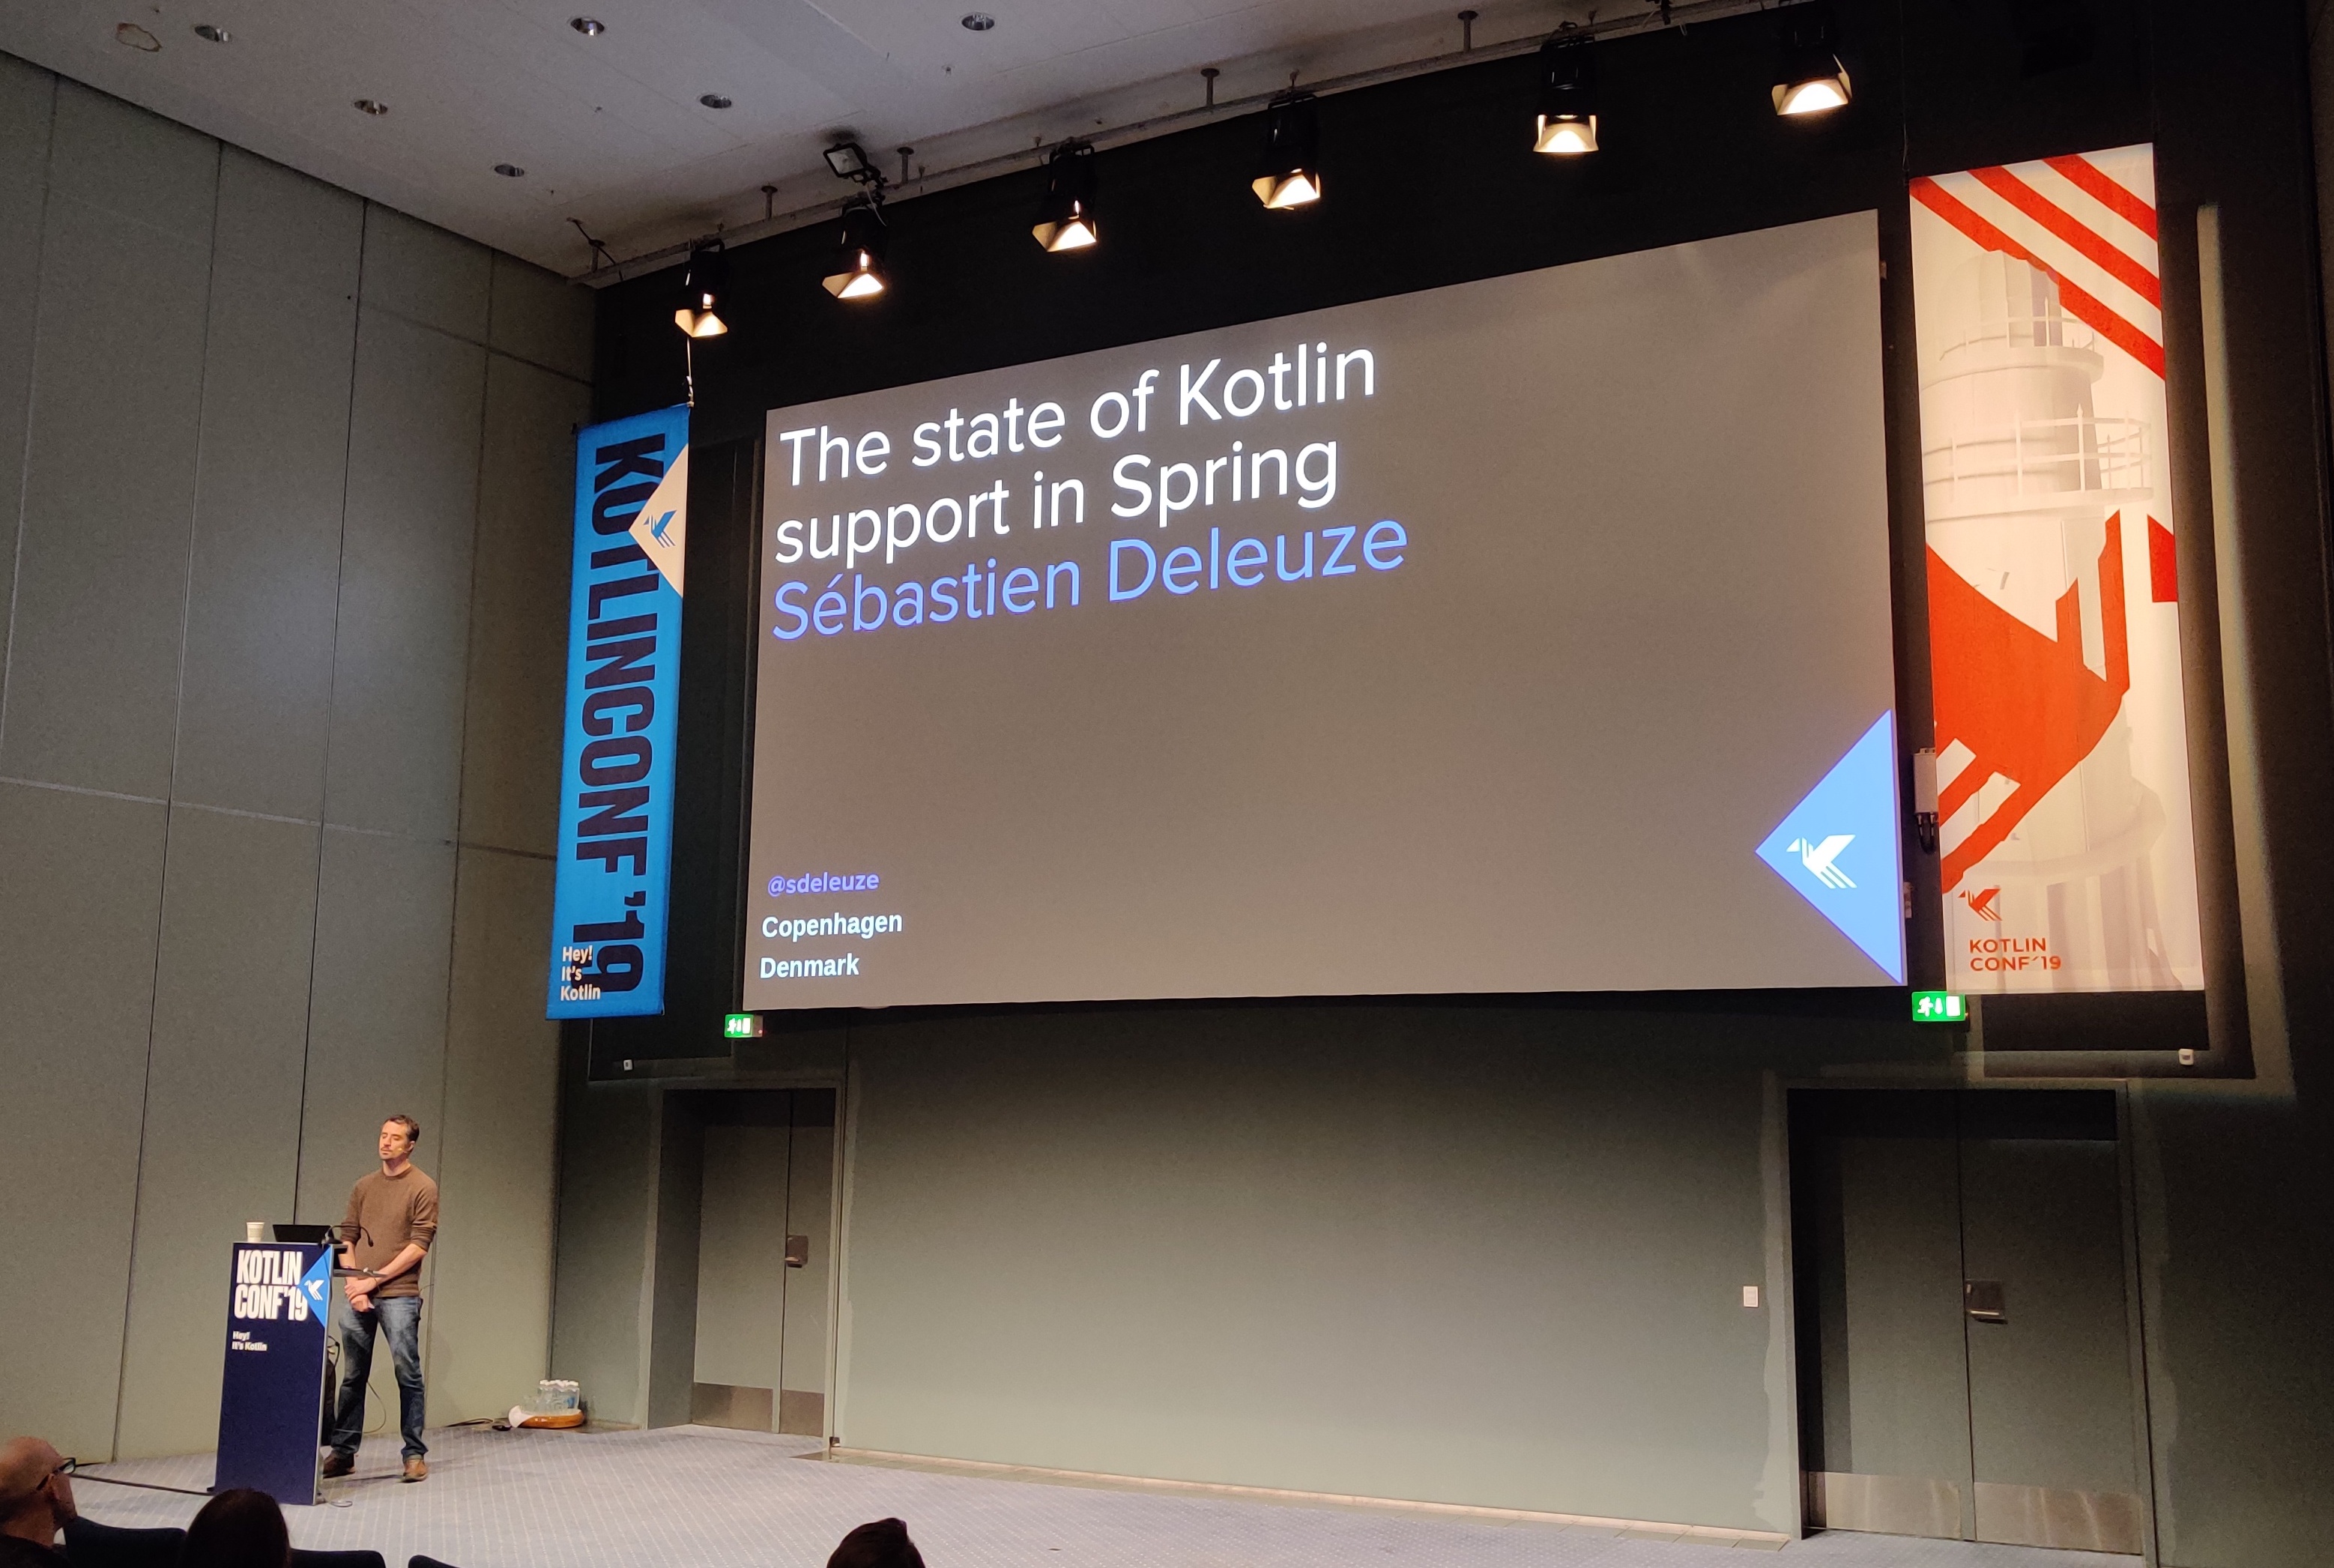 The state of Kotlin
support in Spring
Sébastien Deleuze
@sdeleuze
Copenhagen
Denmark
KOTLINCONF '19
Hey!
It's
Kotlin
KOTLIN
CONF'19
KOTLIN
CONF'19
Hey!
It's Kotlin